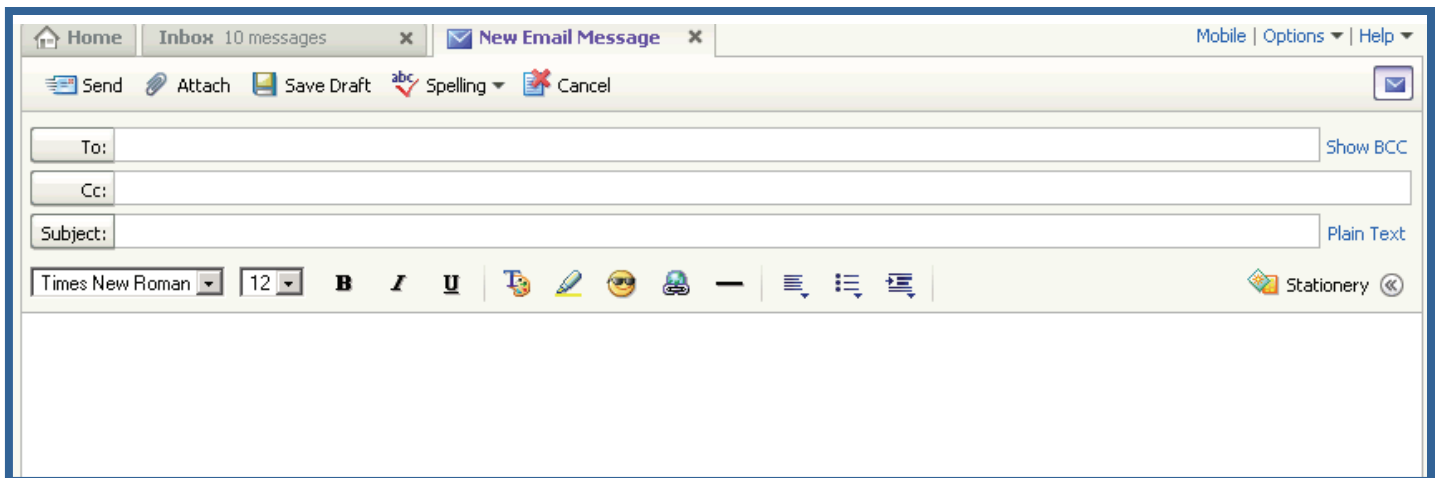 Home Inbox 10 messages New Email Message Mobile | Options | Help
Send Attach Save Draft abc Spelling Cancel
To: Show BCC
Cc:
Subject: Plain Text
Times New Roman 12 B I U T Stationery